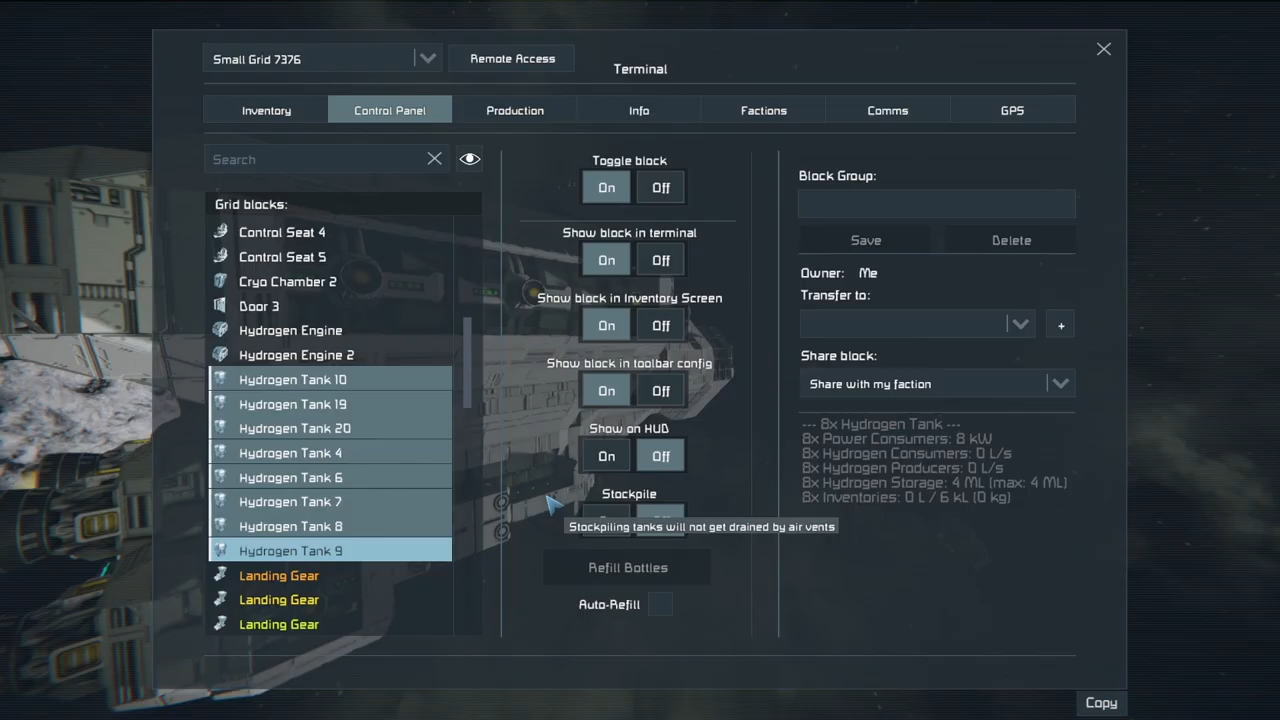 Small Grid 7376
Remote Access
Terminal
Inventory
Control Panel
Production
Info
Factions
Comms
GPS
Search
Grid blocks:
Control Seat 4
Control Seat 5
Cryo Chamber 2
Door 3
Hydrogen Engine
Hydrogen Engine 2
Hydrogen Tank 10
Hydrogen Tank 19
Hydrogen Tank 20
Hydrogen Tank 4
Hydrogen Tank 6
Hydrogen Tank 7
Hydrogen Tank 8
Hydrogen Tank 9
Landing Gear
Landing Gear
Landing Gear
Toggle block
On Off
Show block in terminal
On Off
Show block in Inventory Screen
On Off
Show block in toolbar config
On Off
Show on HUD
On Off
Stockpile
Stockpiling tanks will not get drained by air vents
Refill Bottles
Auto-Refill
Block Group:
Save Delete
Owner: Me
Transfer to:
+
Share block:
Share with my faction
--- 8x Hydrogen Tank ---
8x Power Consumers: 8 kW
8x Hydrogen Consumers: 0 L/s
8x Hydrogen Producers: 0 L/s
8x Hydrogen Storage: 4 ML (max: 4 ML)
8x Inventories: 0 L / 6 kL (0 kg)
Copy